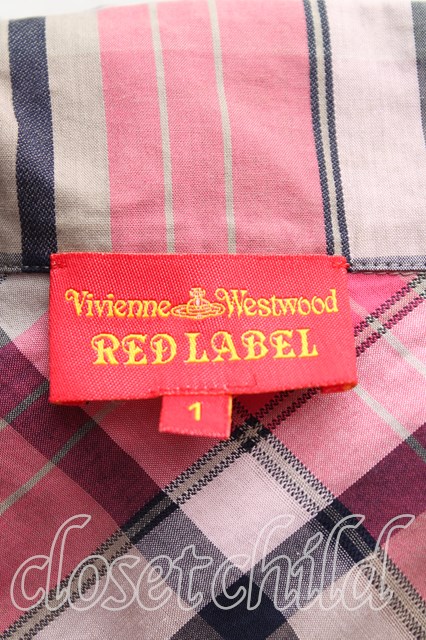 Vivienne Westwood
RED LABEL
1
closetchild